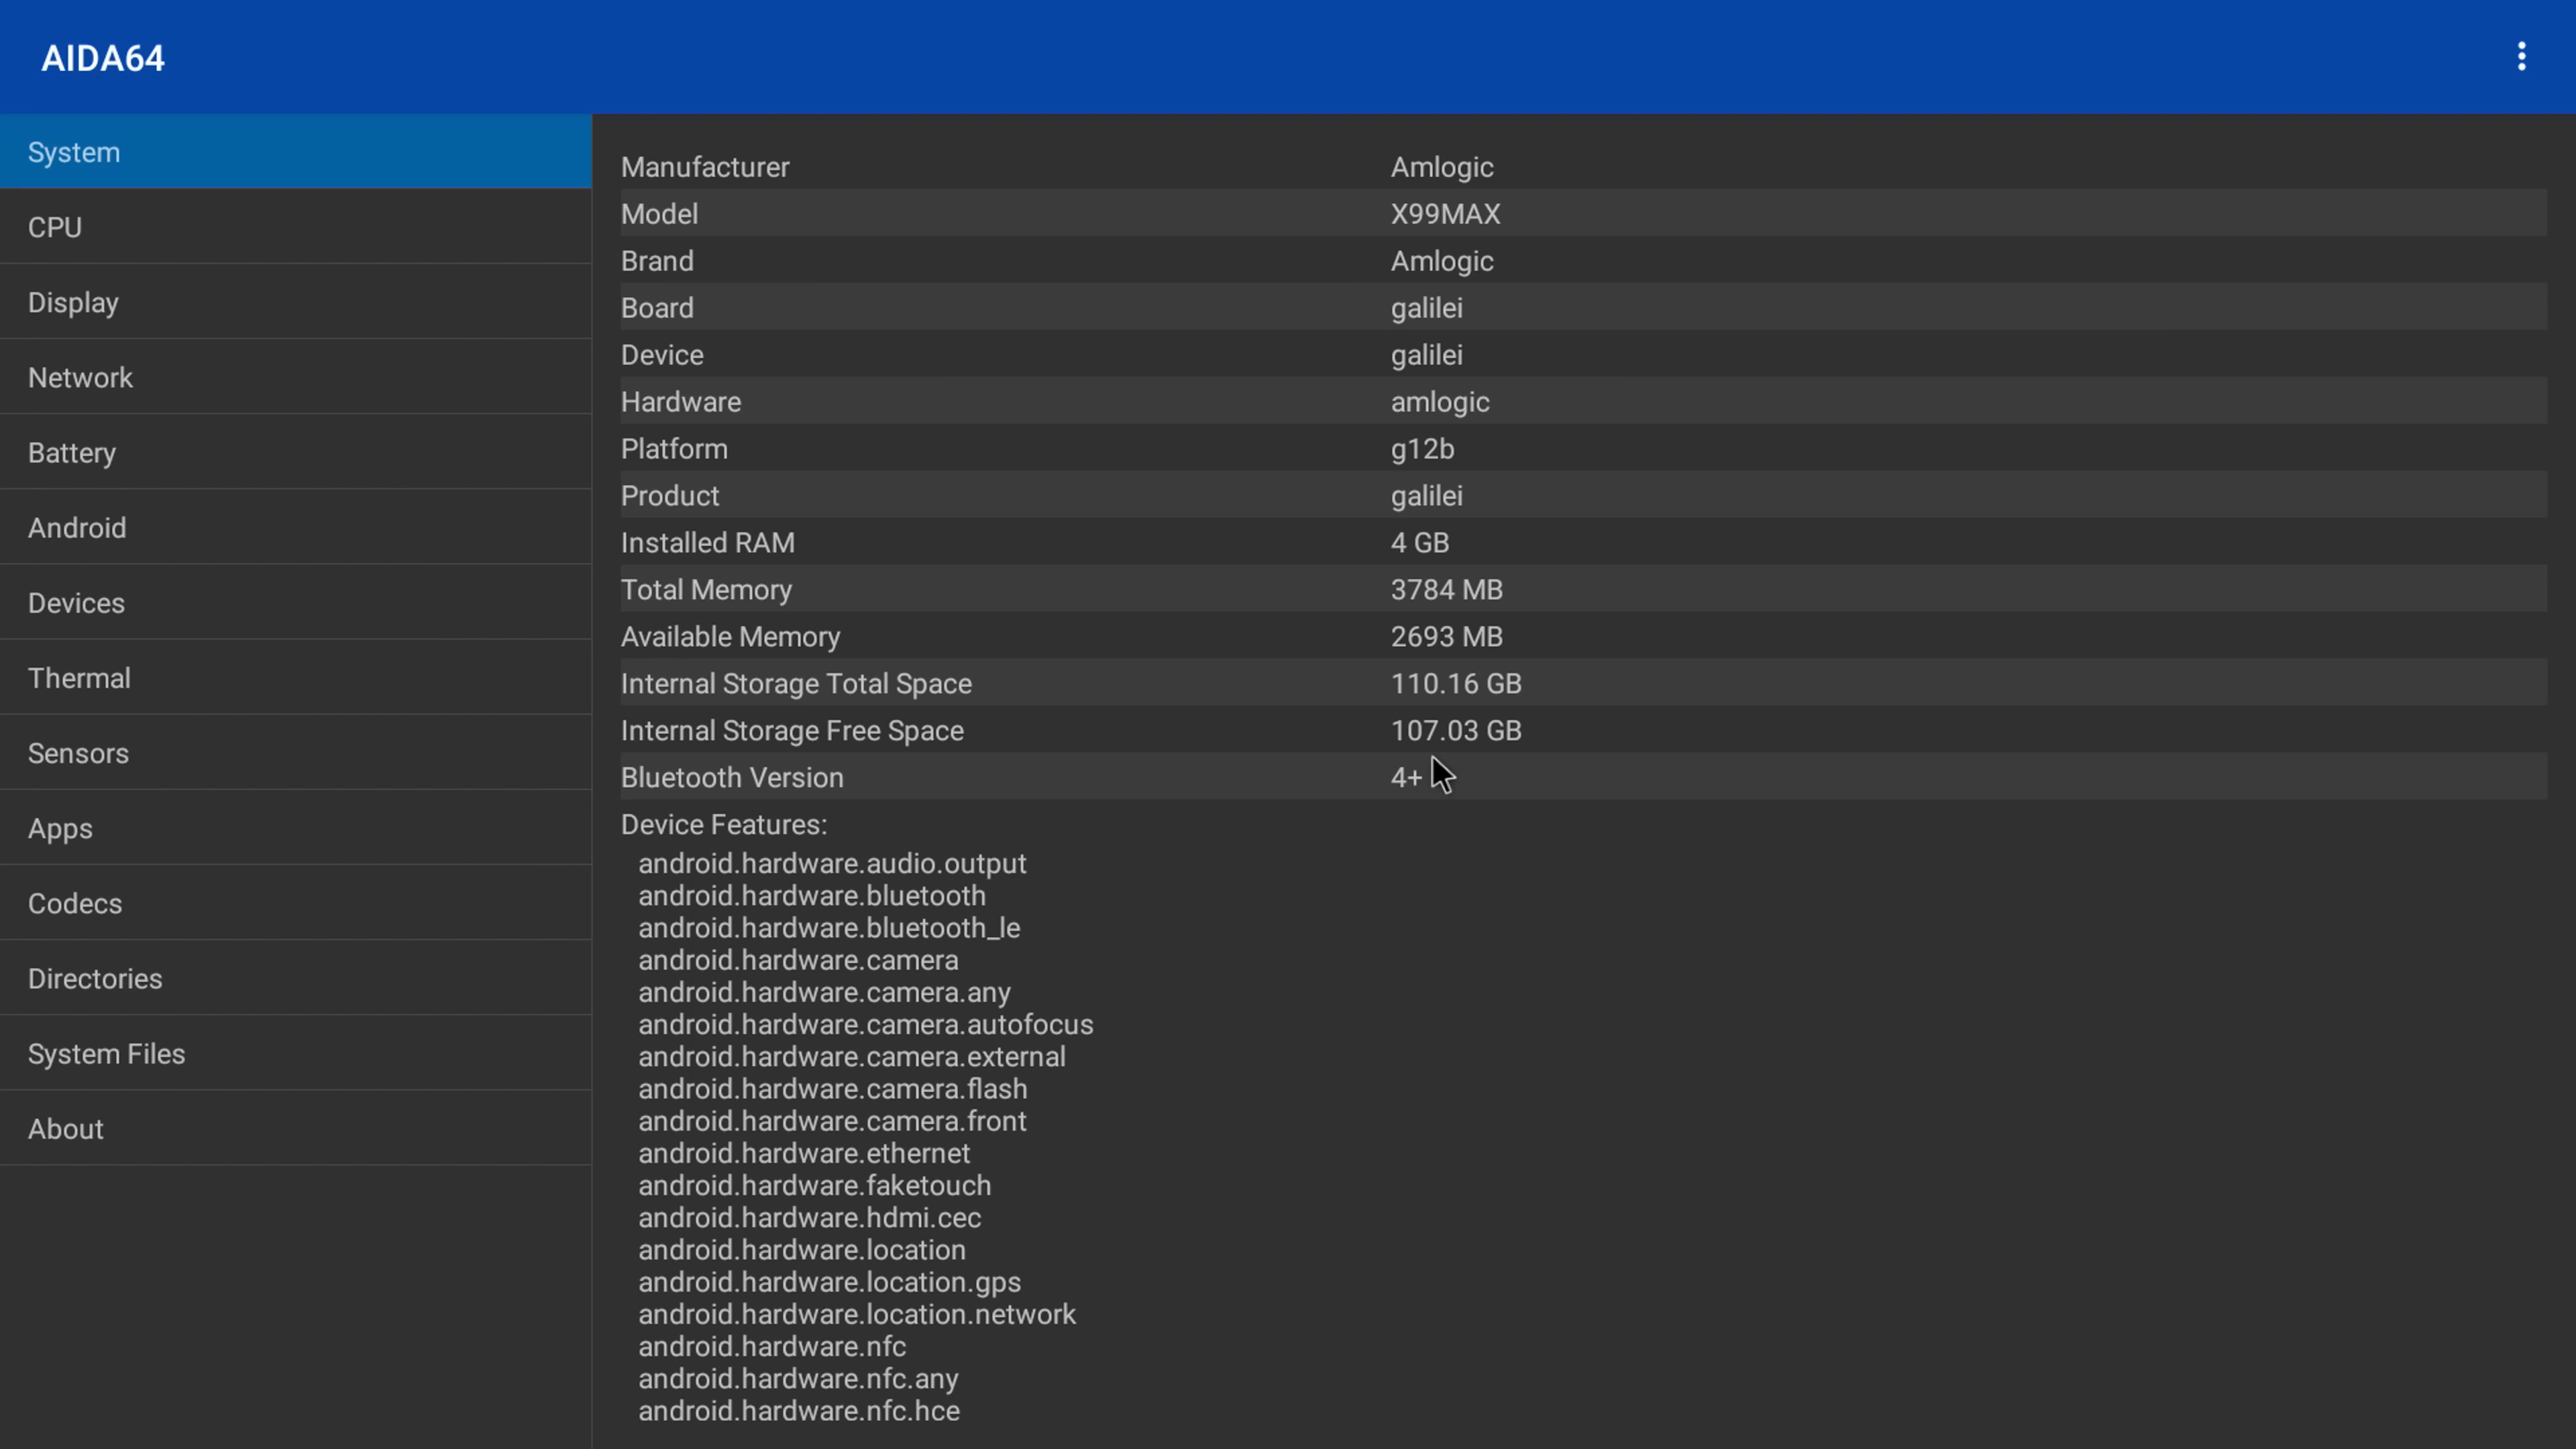 AIDA64
System
CPU
Display
Network
Battery
Android
Devices
Thermal
Sensors
Apps
Codecs
Directories
System Files
About
Manufacturer Amlogic
Model X99MAX
Brand Amlogic
Board galilei
Device galilei
Hardware amlogic
Platform g12b
Product galilei
Installed RAM 4 GB
Total Memory 3784 MB
Available Memory 2693 MB
Internal Storage Total Space 110.16 GB
Internal Storage Free Space 107.03 GB
Bluetooth Version 4+
Device Features:
android.hardware.audio.output
android.hardware.bluetooth
android.hardware.bluetooth_le
android.hardware.camera
android.hardware.camera.any
android.hardware.camera.autofocus
android.hardware.camera.external
android.hardware.camera.flash
android.hardware.camera.front
android.hardware.ethernet
android.hardware.faketouch
android.hardware.hdmi.cec
android.hardware.location
android.hardware.location.gps
android.hardware.location.network
android.hardware.nfc
android.hardware.nfc.any
android.hardware.nfc.hce